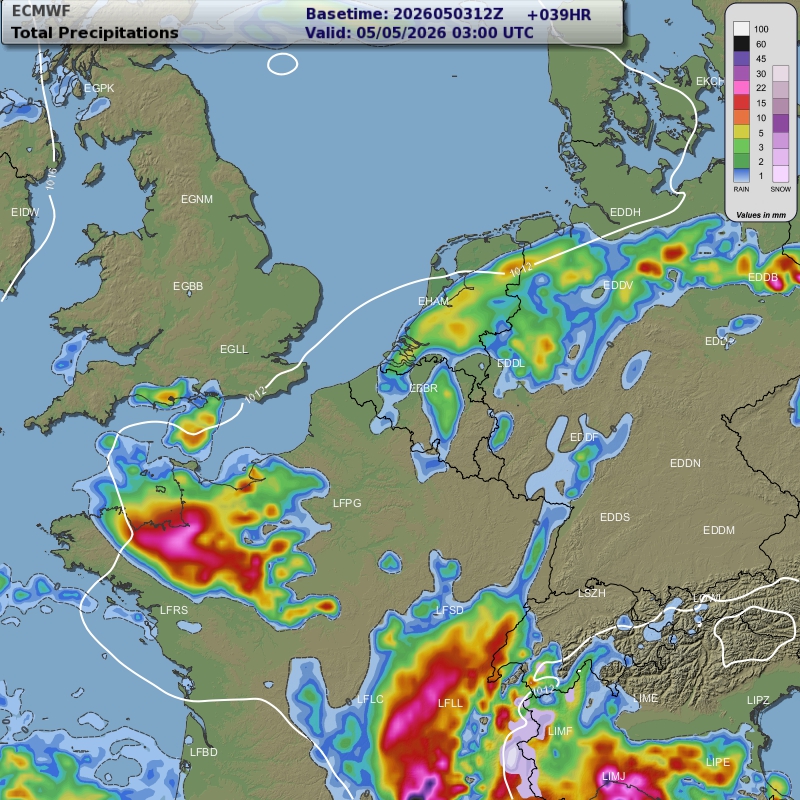 ECMWF
Basetime: 2026050312Z +039HR
Total Precipitations
Valid: 05/05/2026 03:00 UTC
100
60
45
30
22
15
10
5
3
2
1
RAIN
SNOW
Values in mm
EGPK
EKCH
1016
EGNM
EIDW
EDDH
1012
EDDB
EGBB
EDDV
EHAM
EGLL
EDDL
EBBR
1012
EDDF
EDDN
LFPG
EDDS
EDDM
LSZH
LOWI
LFRS
LFSD
1012
LFLC
LFLL
LIME
LIPZ
LIMF
LFBD
LIPE
LIMJ